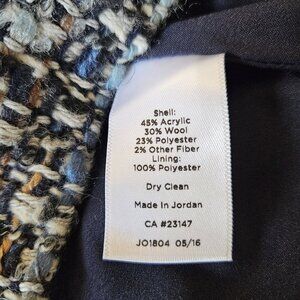 Shell:
45% Acrylic
30% Wool
23% Polyester
2% Other Fiber
Lining:
100% Polyester
Dry Clean
Made in Jordan
CA #23147
JO1804 05/16